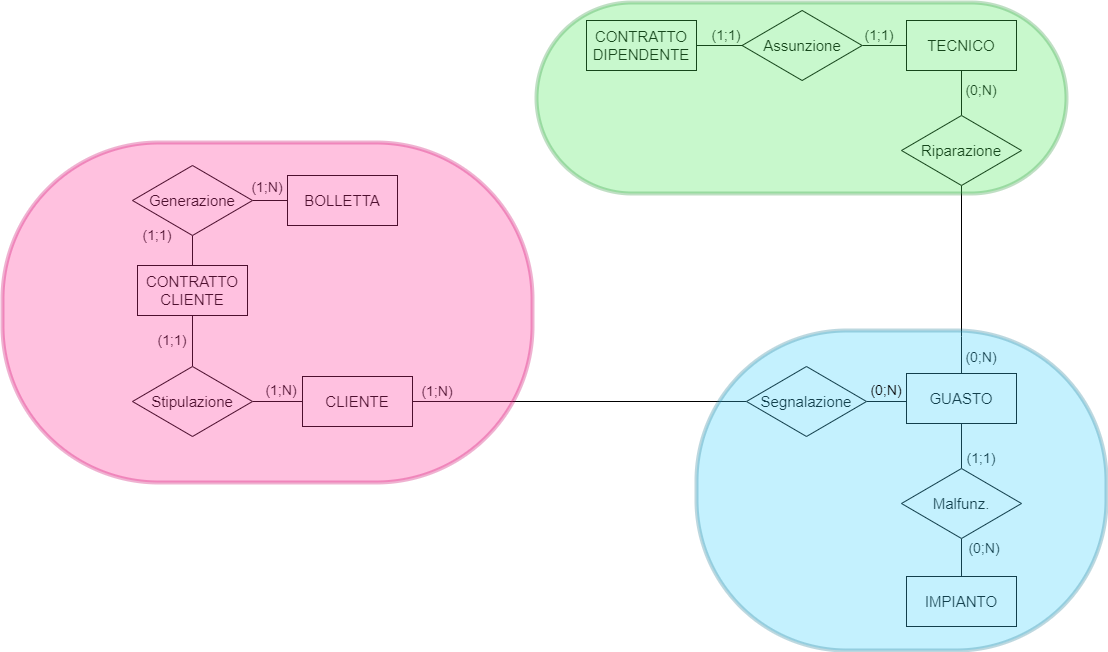 CONTRATTO
DIPENDENTE
(1;1)
Assunzione
(1;1)
TECNICO
(0;N)
Riparazione
Generazione
(1;N)
BOLLETTA
(1;1)
CONTRATTO
CLIENTE
(1;1)
Stipulazione
(1;N)
CLIENTE
(1;N)
Segnalazione
(0;N)
(0;N)
GUASTO
(1;1)
Malfunz.
(0;N)
IMPIANTO